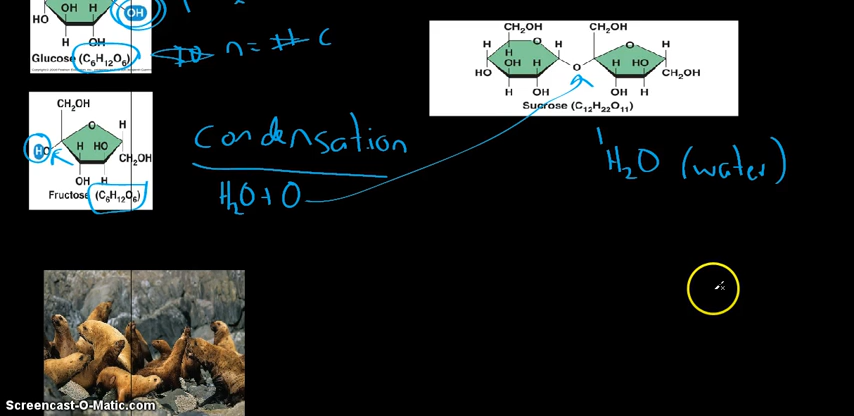 OH H
HO
OH
H OH
Glucose (C6H12O6)
n = # C
CH2OH
O H
HO
H HO
CH2OH
OH H
Fructose (C6H12O6)
Condensation
H2O + O
CH2OH CH2OH
H O H O H
H
OH H H HO
HO O CH2OH
H OH OH H
Sucrose (C12H22O11)
H2O (water)
Screencast-O-Matic.com